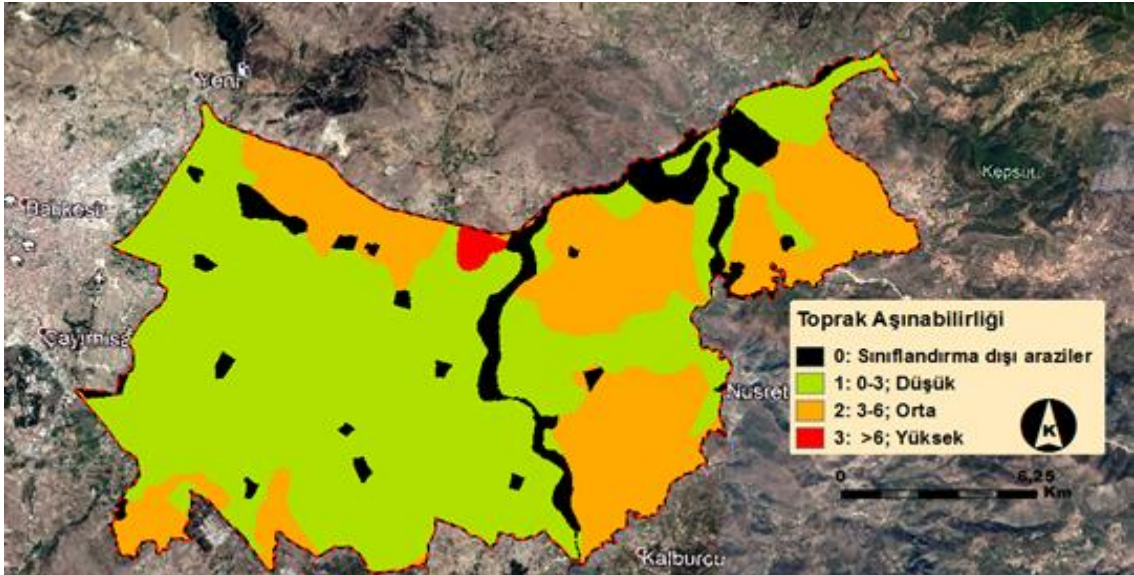 Yeni
Balıkesir
Kepsut
Çayırhisa
Toprak Aşınabilirliği
0: Sınıflandırma dışı araziler
1: 0-3; Düşük
2: 3-6; Orta
3: >6; Yüksek
K
Nusret
0 6,25
Km
Kalburcu